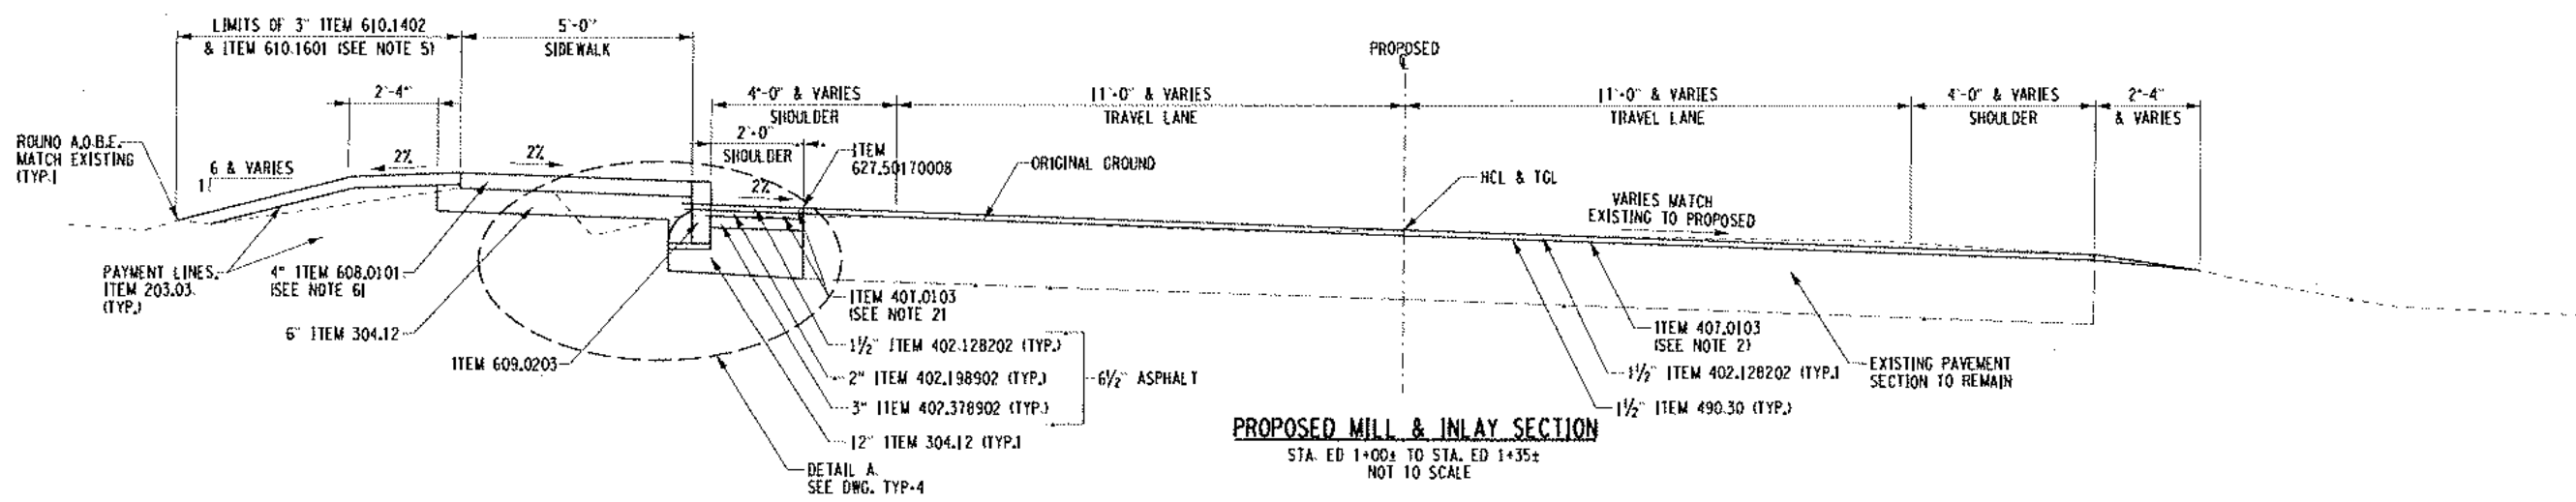 LIMITS OF 3" ITEM 610.1402
& ITEM 610.1601 (SEE NOTE 5)
5'-0"
SIDEWALK
PROPOSED
℄
2'-4"
4'-0" & VARIES
SHOULDER
11'-0" & VARIES
TRAVEL LANE
11'-0" & VARIES
TRAVEL LANE
4'-0" & VARIES
SHOULDER
2'-4"
& VARIES
2'-0"
SHOULDER
ROUND A.O.B.E.
MATCH EXISTING
(TYP.)
6 & VARIES
1
2%
2%
2%
ITEM
627.50170008
ORIGINAL GROUND
HCL & TGL
VARIES MATCH
EXISTING TO PROPOSED
PAYMENT LINES.
ITEM 203.03
(TYP.)
4" ITEM 608.0101
(SEE NOTE 6)
6" ITEM 304.12
ITEM 609.0203
ITEM 407.0103
(SEE NOTE 2)
1½" ITEM 402.128202 (TYP.)
2" ITEM 402.198902 (TYP.)
3" ITEM 402.378902 (TYP.)
6½" ASPHALT
12" ITEM 304.12 (TYP.)
DETAIL A.
SEE DWG. TYP-4
ITEM 407.0103
(SEE NOTE 2)
1½" ITEM 402.128202 (TYP.)
1½" ITEM 490.30 (TYP.)
EXISTING PAVEMENT
SECTION TO REMAIN
PROPOSED MILL & INLAY SECTION
STA. ED 1+00± TO STA. ED 1+35±
NOT TO SCALE